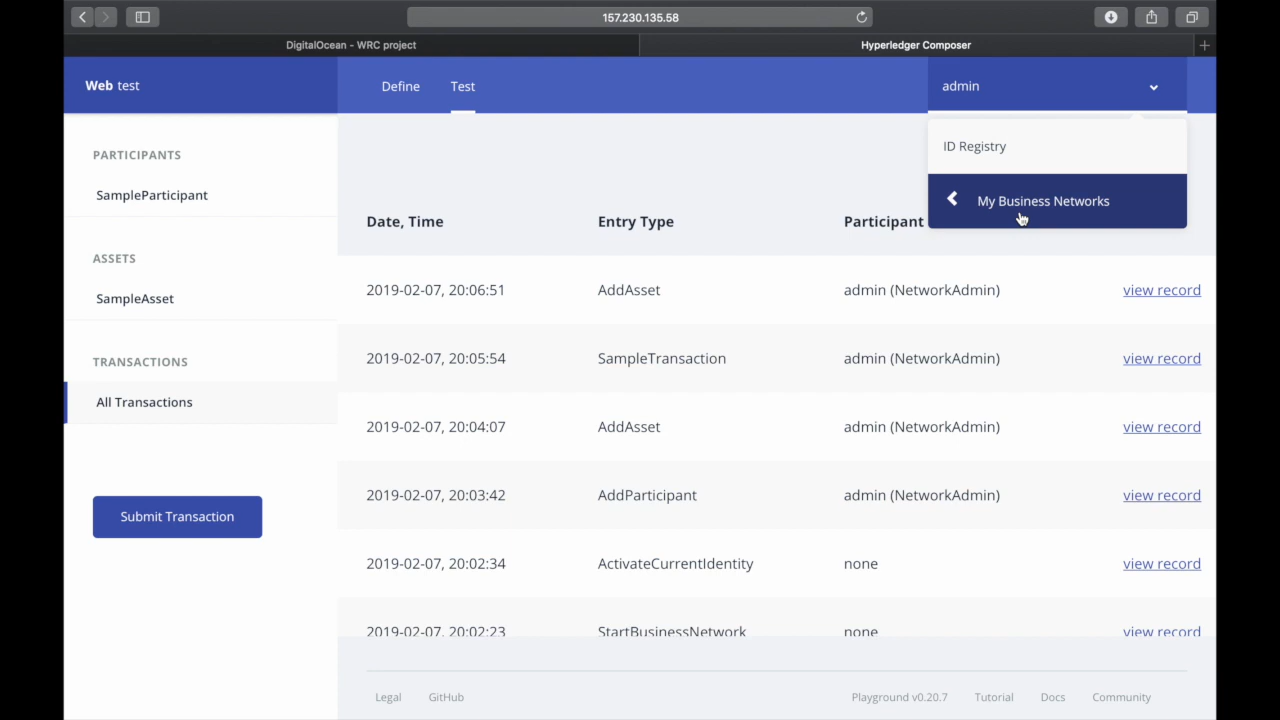 157.230.135.58
DigitalOcean - WRC project
Hyperledger Composer
Web test
Define
Test
admin
ID Registry
My Business Networks
PARTICIPANTS
SampleParticipant
ASSETS
SampleAsset
TRANSACTIONS
All Transactions
Submit Transaction
Date, Time Entry Type Participant
2019-02-07, 20:06:51 AddAsset admin (NetworkAdmin) view record
2019-02-07, 20:05:54 SampleTransaction admin (NetworkAdmin) view record
2019-02-07, 20:04:07 AddAsset admin (NetworkAdmin) view record
2019-02-07, 20:03:42 AddParticipant admin (NetworkAdmin) view record
2019-02-07, 20:02:34 ActivateCurrentIdentity none view record
2019-02-07, 20:02:23 StartBusinessNetwork none view record
Legal GitHub Playground v0.20.7 Tutorial Docs Community